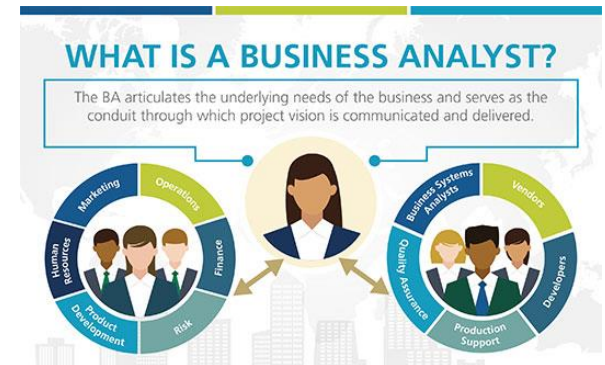 WHAT IS A BUSINESS ANALYST?
The BA articulates the underlying needs of the business and serves as the
conduit through which project vision is communicated and delivered.
Marketing
Operations
Human
Resources
Finance
Product
Development
Risk
Business Systems
Analysts
Vendors
Quality Assurance
Developers
Production
Support